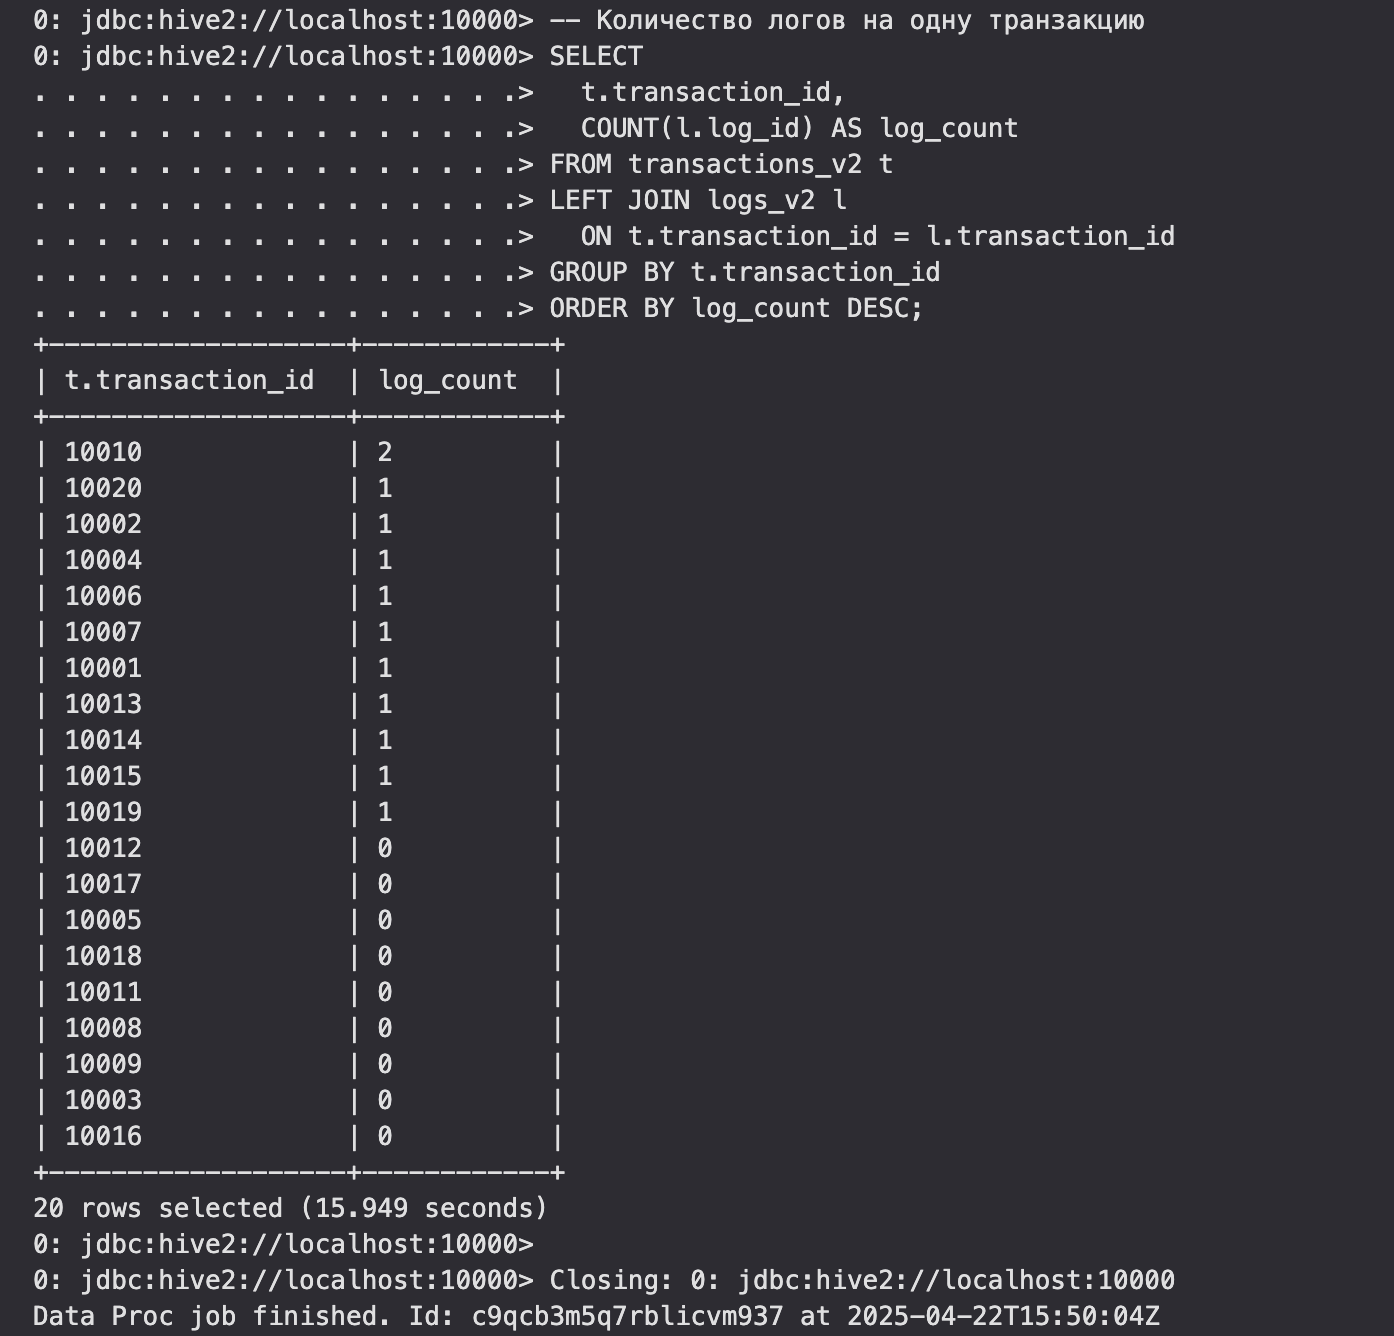 0: jdbc:hive2://localhost:10000> -- Количество логов на одну транзакцию
0: jdbc:hive2://localhost:10000> SELECT
. . . . . . . . . . . . . . . .>   t.transaction_id,
. . . . . . . . . . . . . . . .>   COUNT(l.log_id) AS log_count
. . . . . . . . . . . . . . . .> FROM transactions_v2 t
. . . . . . . . . . . . . . . .> LEFT JOIN logs_v2 l
. . . . . . . . . . . . . . . .>   ON t.transaction_id = l.transaction_id
. . . . . . . . . . . . . . . .> GROUP BY t.transaction_id
. . . . . . . . . . . . . . . .> ORDER BY log_count DESC;
+-------------------+------------+
| t.transaction_id  | log_count  |
+-------------------+------------+
| 10010             | 2          |
| 10020             | 1          |
| 10002             | 1          |
| 10004             | 1          |
| 10006             | 1          |
| 10007             | 1          |
| 10001             | 1          |
| 10013             | 1          |
| 10014             | 1          |
| 10015             | 1          |
| 10019             | 1          |
| 10012             | 0          |
| 10017             | 0          |
| 10005             | 0          |
| 10018             | 0          |
| 10011             | 0          |
| 10008             | 0          |
| 10009             | 0          |
| 10003             | 0          |
| 10016             | 0          |
+-------------------+------------+
20 rows selected (15.949 seconds)
0: jdbc:hive2://localhost:10000>
0: jdbc:hive2://localhost:10000> Closing: 0: jdbc:hive2://localhost:10000
Data Proc job finished. Id: c9qcb3m5q7rblicvm937 at 2025-04-22T15:50:04Z